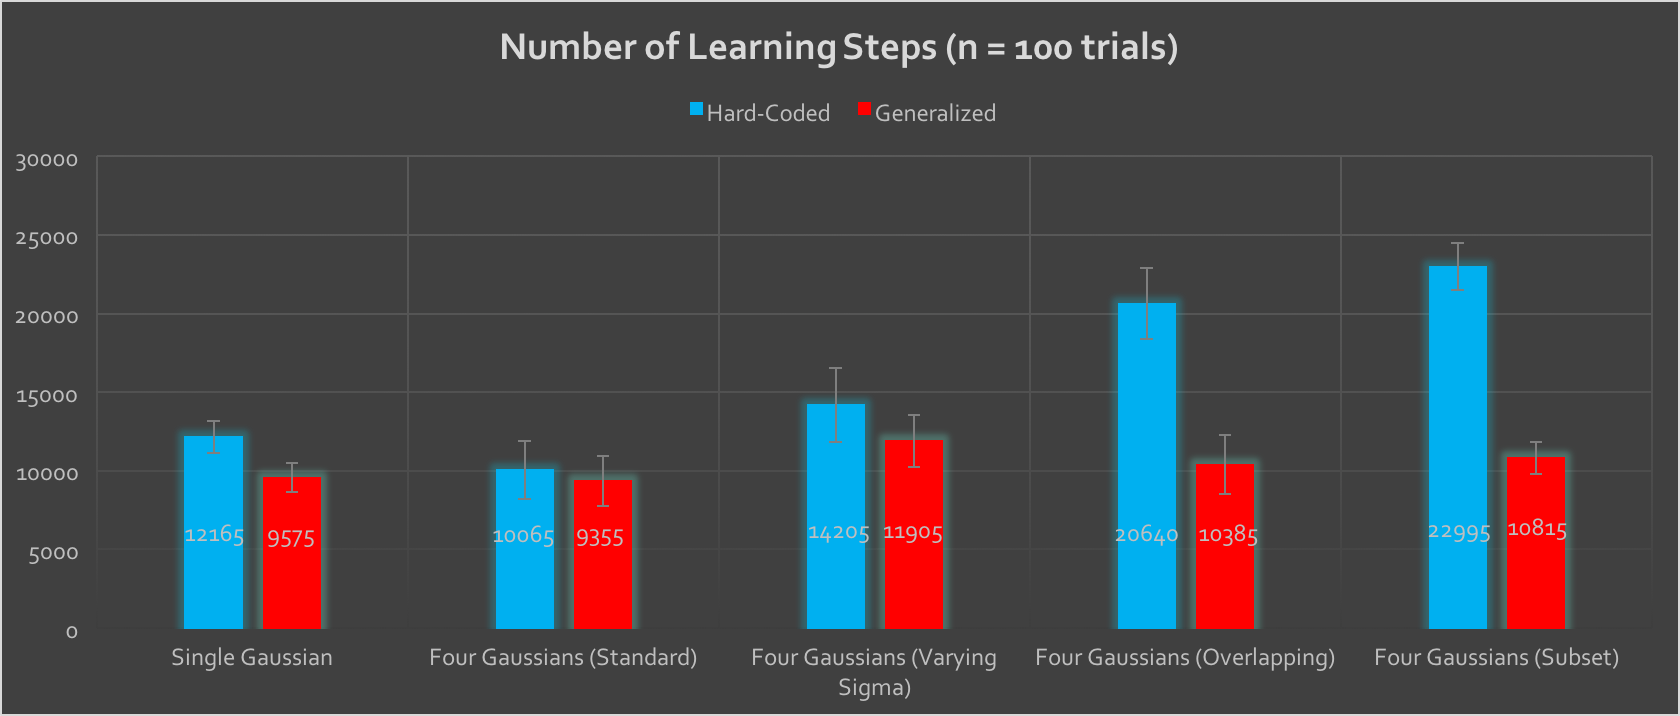 Number of Learning Steps (n = 100 trials)
Hard-Coded Generalized
30000
25000
20000
15000
10000
5000
0
12165 9575 10065 9355 14205 11905 20640 10385 22995 10815
Single Gaussian Four Gaussians (Standard) Four Gaussians (Varying Four Gaussians (Overlapping) Four Gaussians (Subset)
Sigma)